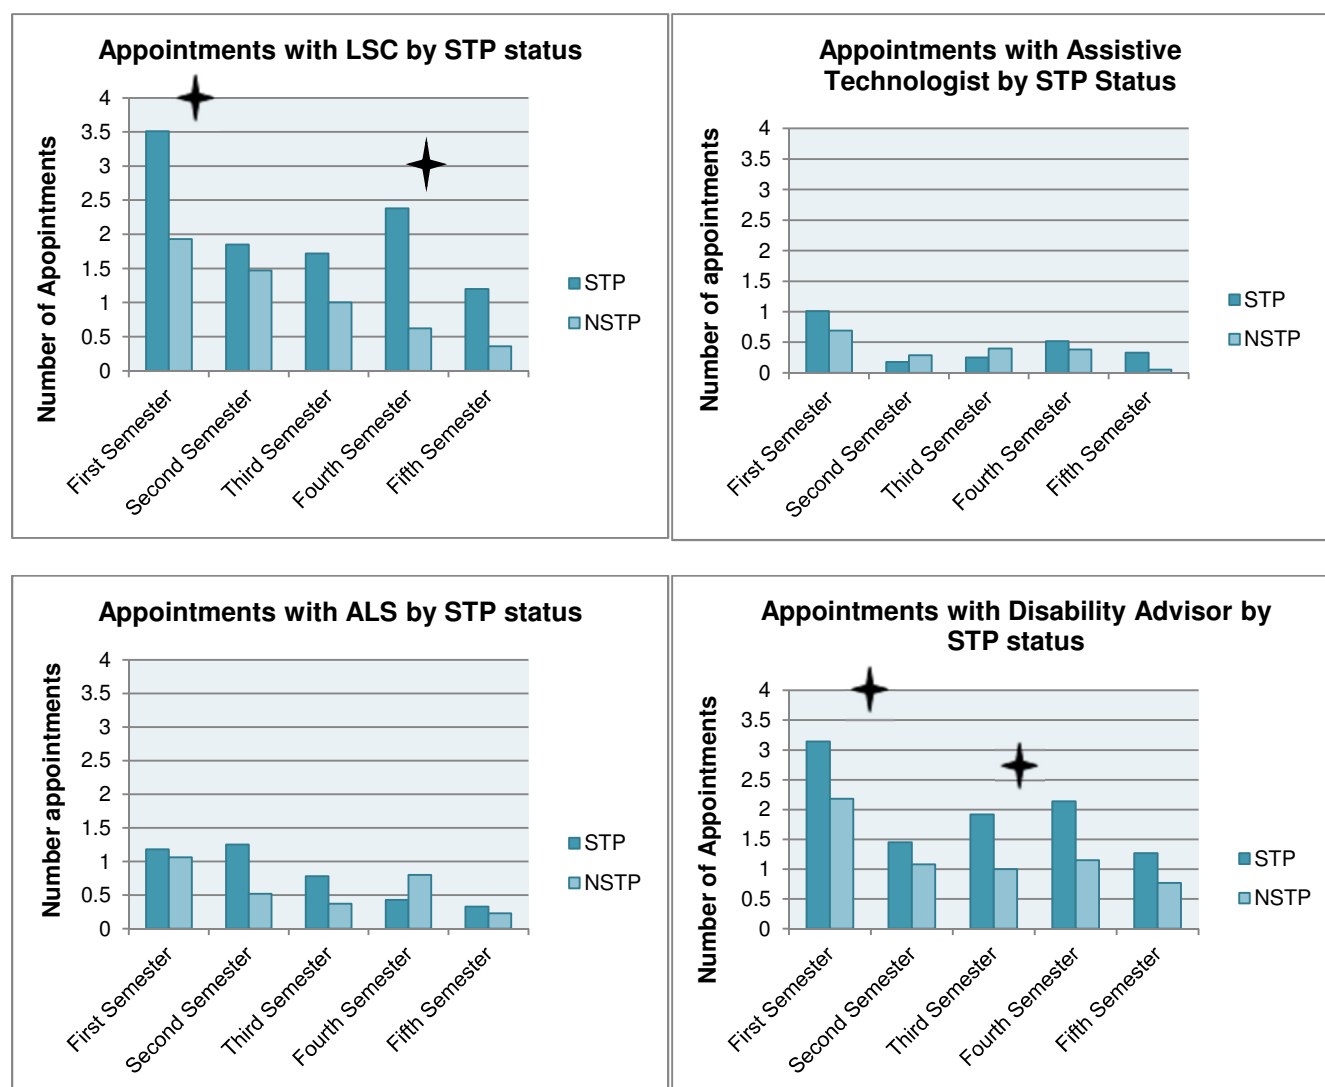 Appointments with LSC by STP status
4
3.5
3
2.5
2
1.5
1
0.5
0
Number of Apopintments
First Semester
Second Semester
Third Semester
Fourth Semester
Fifth Semester
STP
NSTP
Appointments with Assistive
Technologist by STP Status
4
3.5
3
2.5
2
1.5
1
0.5
0
Number of appointments
First Semester
Second Semester
Third Semester
Fourth Semester
Fifth Semester
STP
NSTP
Appointments with ALS by STP status
4
3.5
3
2.5
2
1.5
1
0.5
0
Number appointments
First Semester
Second Semester
Third Semester
Fourth Semester
Fifth Semester
STP
NSTP
Appointments with Disability Advisor by
STP status
4
3.5
3
2.5
2
1.5
1
0.5
0
Number of Appointments
First Semester
Second Semester
Third Semester
Fourth Semester
Fifth Semester
STP
NSTP